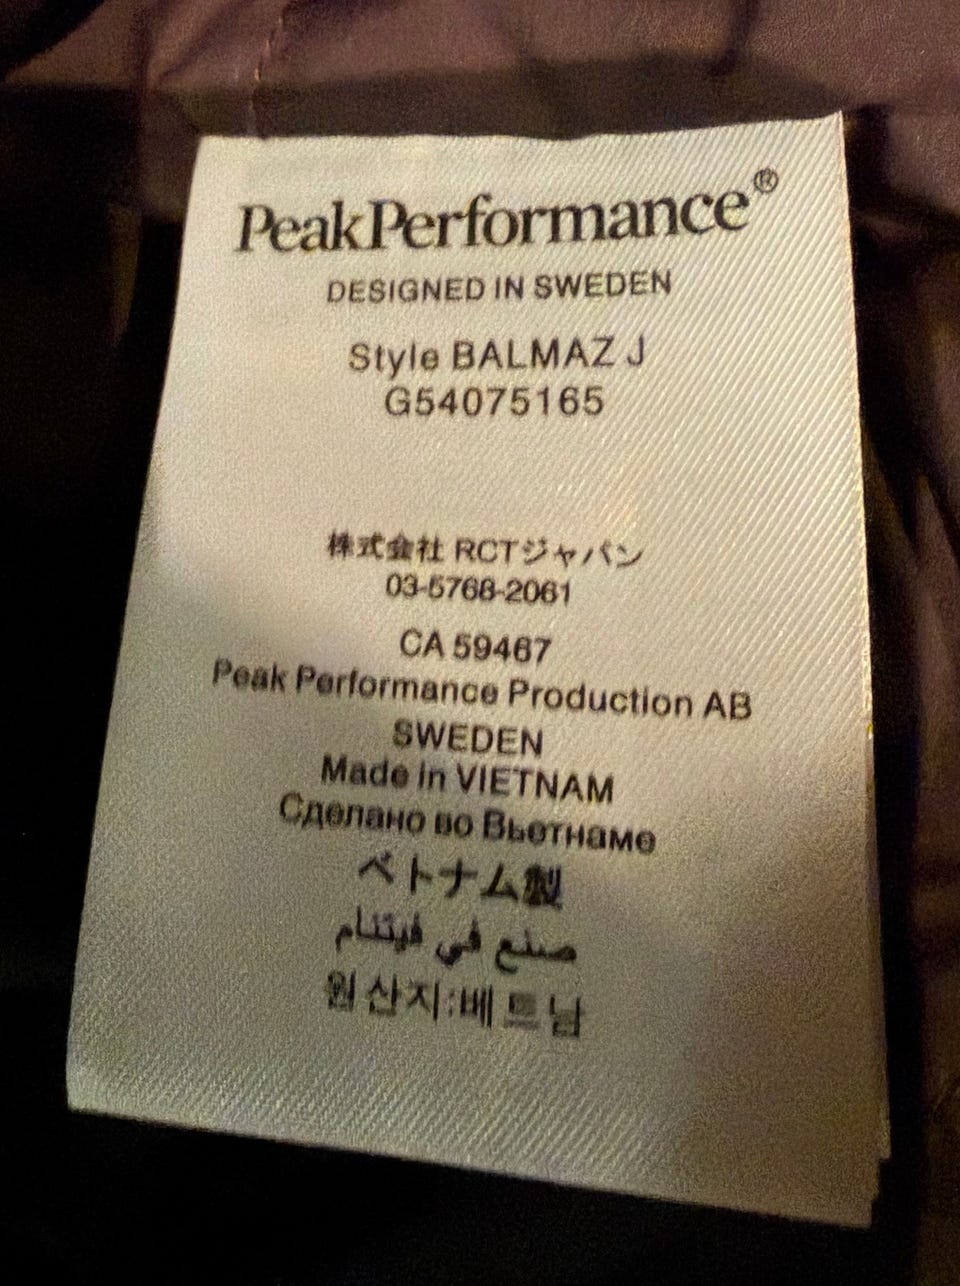 PeakPerformance®
DESIGNED IN SWEDEN
Style BALMAZ J
G54075165
株式会社 RCTジャパン
03-5768-2061
CA 59467
Peak Performance Production AB
SWEDEN
Made in VIETNAM
Сделано во Вьетнаме
ベトナム製
صنع في فيتنام
원산지:베트남